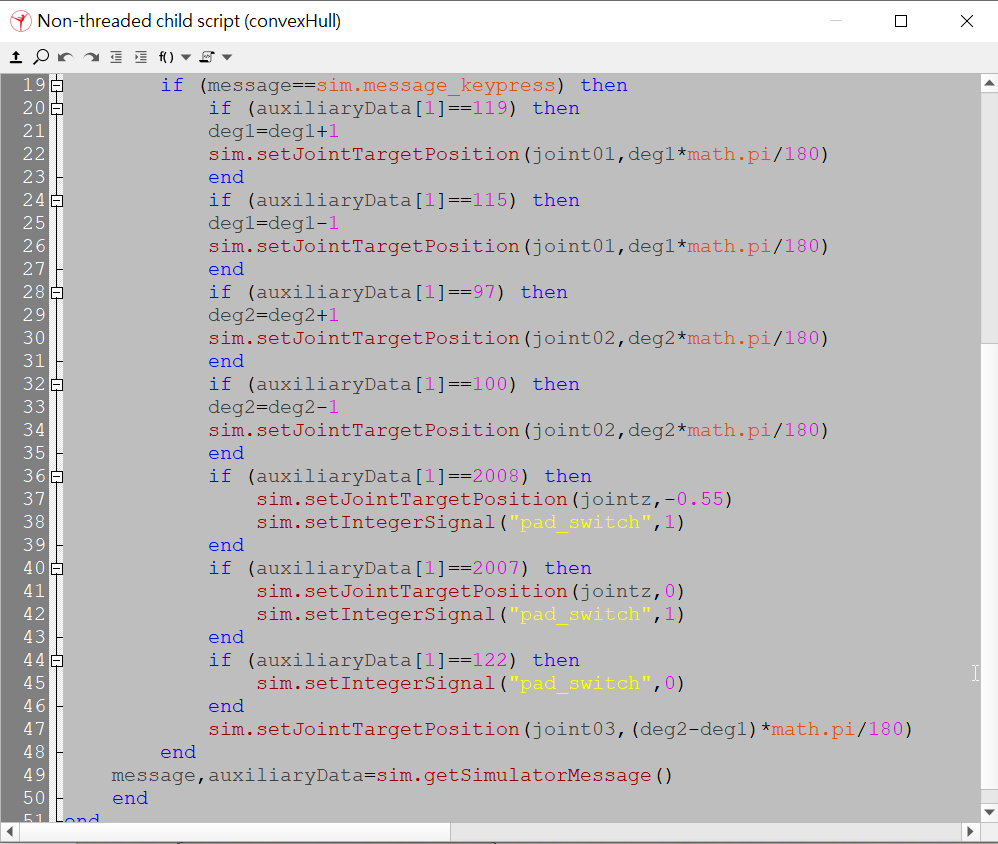 Non-threaded child script (convexHull)
f()
19 if (message==sim.message_keypress) then
20 if (auxiliaryData[1]==119) then
21 deg1=deg1+1
22 sim.setJointTargetPosition(joint01,deg1*math.pi/180)
23 end
24 if (auxiliaryData[1]==115) then
25 deg1=deg1-1
26 sim.setJointTargetPosition(joint01,deg1*math.pi/180)
27 end
28 if (auxiliaryData[1]==97) then
29 deg2=deg2+1
30 sim.setJointTargetPosition(joint02,deg2*math.pi/180)
31 end
32 if (auxiliaryData[1]==100) then
33 deg2=deg2-1
34 sim.setJointTargetPosition(joint02,deg2*math.pi/180)
35 end
36 if (auxiliaryData[1]==2008) then
37 sim.setJointTargetPosition(jointz,-0.55)
38 sim.setIntegerSignal("pad_switch",1)
39 end
40 if (auxiliaryData[1]==2007) then
41 sim.setJointTargetPosition(jointz,0)
42 sim.setIntegerSignal("pad_switch",1)
43 end
44 if (auxiliaryData[1]==122) then
45 sim.setIntegerSignal("pad_switch",0)
46 end
47 sim.setJointTargetPosition(joint03,(deg2-deg1)*math.pi/180)
48 end
49 message,auxiliaryData=sim.getSimulatorMessage()
50 end
51 end